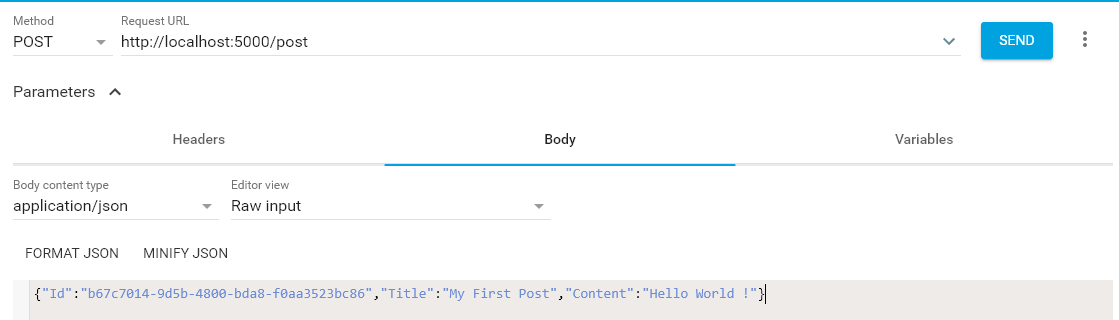 Method
Request URL
POST
http://localhost:5000/post
SEND
Parameters
Headers
Body
Variables
Body content type
Editor view
application/json
Raw input
FORMAT JSON
MINIFY JSON
{"Id":"b67c7014-9d5b-4800-bda8-f0aa3523bc86","Title":"My First Post","Content":"Hello World !"}